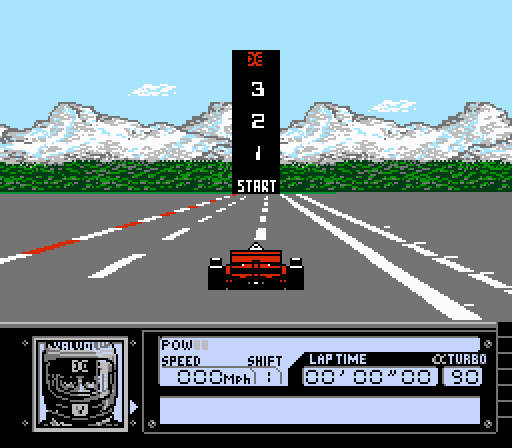 3
2
1
START
POW
SPEED SHIFT LAP TIME TURBO
000Mph 1 00'00"00 90